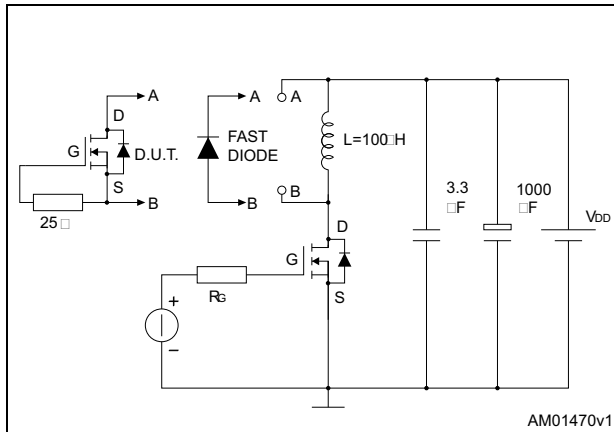 A
D
G
D.U.T.
S
B
25 □
A
FAST
DIODE
B
A
B
L=100□H
D
G
S
RG
+
−
3.3
□F
1000
□F
VDD
AM01470v1